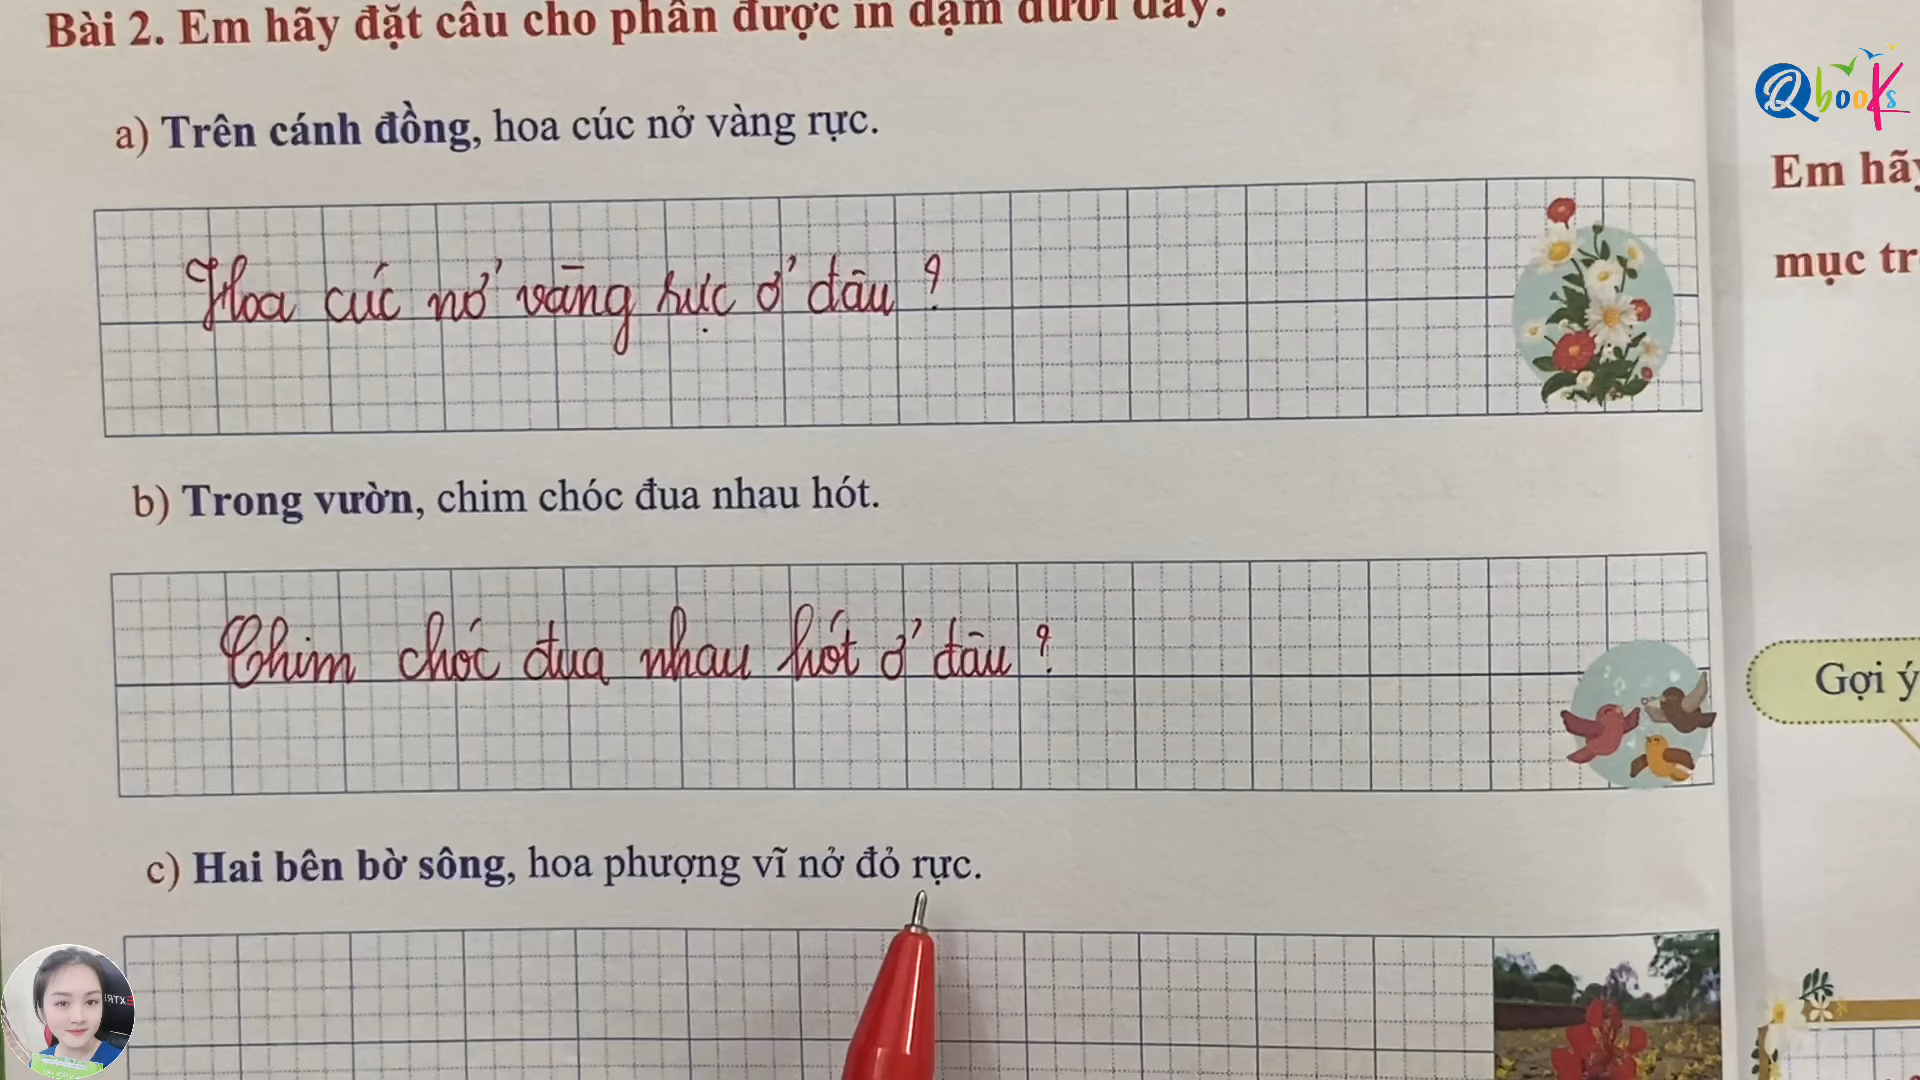 Bài 2. Em hãy đặt câu cho phần được in đậm dưới đây:
Qbooks
a) Trên cánh đồng, hoa cúc nở vàng rực.
Em hãy
mục tr
Hoa cúc nở vàng rực ở đâu ?
b) Trong vườn, chim chóc đua nhau hót.
Chim chóc đua nhau hót ở đâu ?
Gợi ý
c) Hai bên bờ sông, hoa phượng vĩ nở đỏ rực.